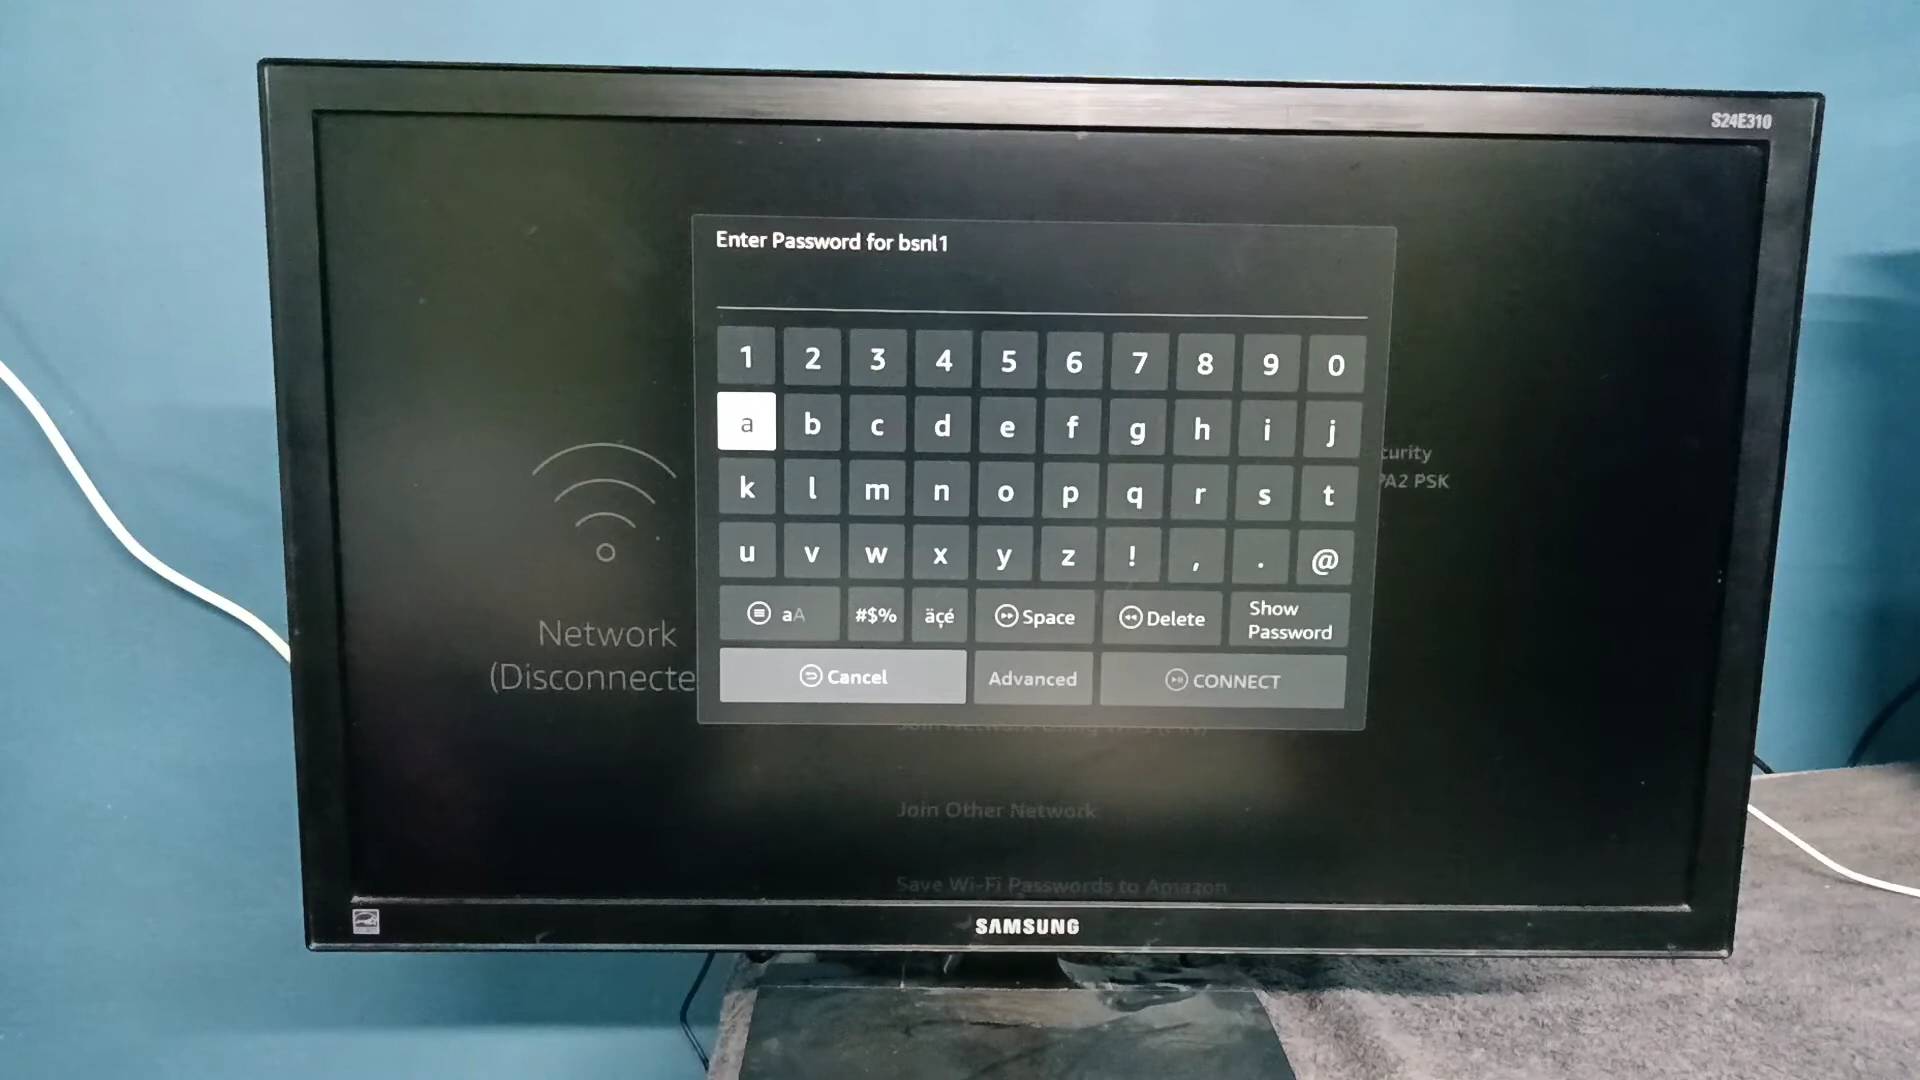 S24E310
Enter Password for bsnl1
1 2 3 4 5 6 7 8 9 0
a b c d e f g h i j
k l m n o p q r s t
u v w x y z ! , . @
aA #$% äçé Space Delete Show Password
Cancel Advanced CONNECT
Network
(Disconnecte
curity
PA2 PSK
Join Other Network
Save Wi-Fi Passwords to Amazon
SAMSUNG